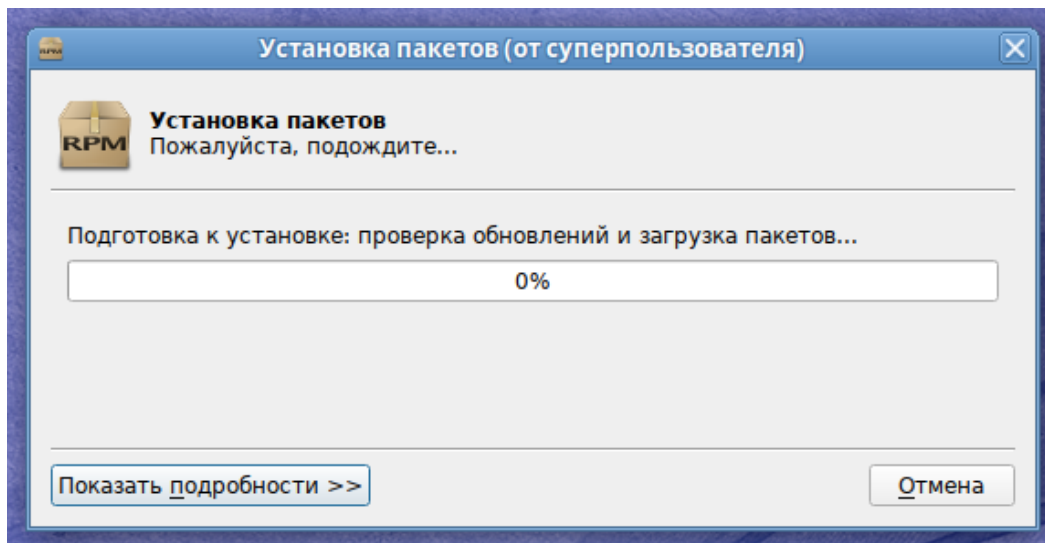 Установка пакетов (от суперпользователя)
RPM
Установка пакетов
Пожалуйста, подождите...
Подготовка к установке: проверка обновлений и загрузка пакетов...
0%
Показать подробности >>
Отмена